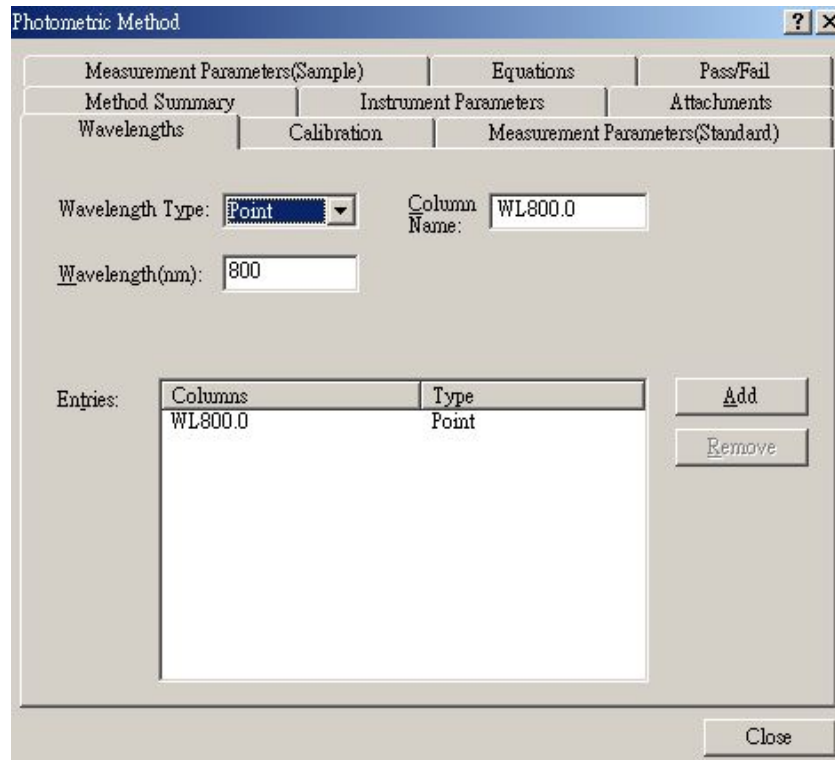 Photometric Method
Measurement Parameters(Sample) Equations Pass/Fail
Method Summary Instrument Parameters Attachments
Wavelengths Calibration Measurement Parameters(Standard)
Wavelength Type: Point Column Name: WL800.0
Wavelength(nm): 800
Entries: Columns Type Add
WL800.0 Point
Remove
Close